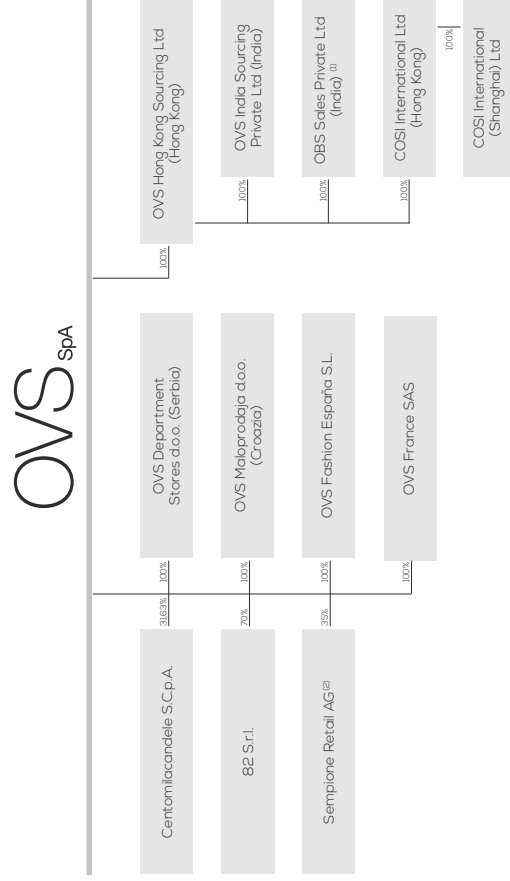 OVS SpA
Centomilacandele S.C.p.A.
31,63%
82 S.r.l.
70%
Sempione Retail AG(2)
35%
100%
OVS Department
Stores d.o.o. (Serbia)
100%
OVS Maloprodaja d.o.o.
(Croazia)
100%
OVS Fashion España S.L.
100%
OVS France SAS
100%
OVS Hong Kong Sourcing Ltd
(Hong Kong)
100%
OVS India Sourcing
Private Ltd (India)
100%
OBS Sales Private Ltd
(India) (1)
100%
COSI International Ltd
(Hong Kong)
100%
COSI International
(Shanghai) Ltd